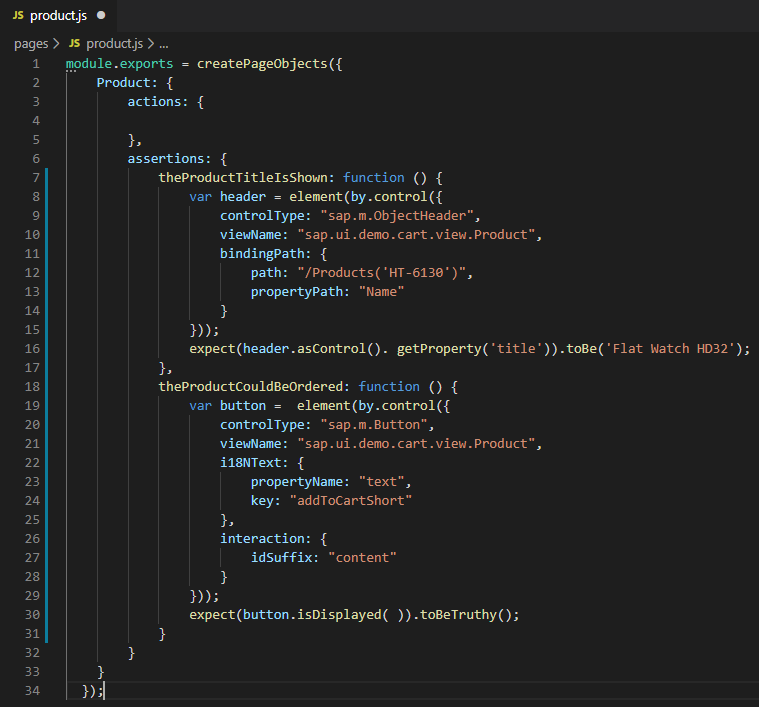 JS product.js ●
pages > JS product.js > ...
1 module.exports = createPageObjects({
2     Product: {
3         actions: {
4
5         },
6         assertions: {
7             theProductTitleIsShown: function () {
8                 var header = element(by.control({
9                     controlType: "sap.m.ObjectHeader",
10                     viewName: "sap.ui.demo.cart.view.Product",
11                     bindingPath: {
12                         path: "/Products('HT-6130')",
13                         propertyPath: "Name"
14                     }
15                 }));
16                 expect(header.asControl(). getProperty('title')).toBe('Flat Watch HD32');
17             },
18             theProductCouldBeOrdered: function () {
19                 var button =  element(by.control({
20                     controlType: "sap.m.Button",
21                     viewName: "sap.ui.demo.cart.view.Product",
22                     i18NText: {
23                         propertyName: "text",
24                         key: "addToCartShort"
25                     },
26                     interaction: {
27                         idSuffix: "content"
28                     }
29                 }));
30                 expect(button.isDisplayed( )).toBeTruthy();
31             }
32         }
33     }
34   });